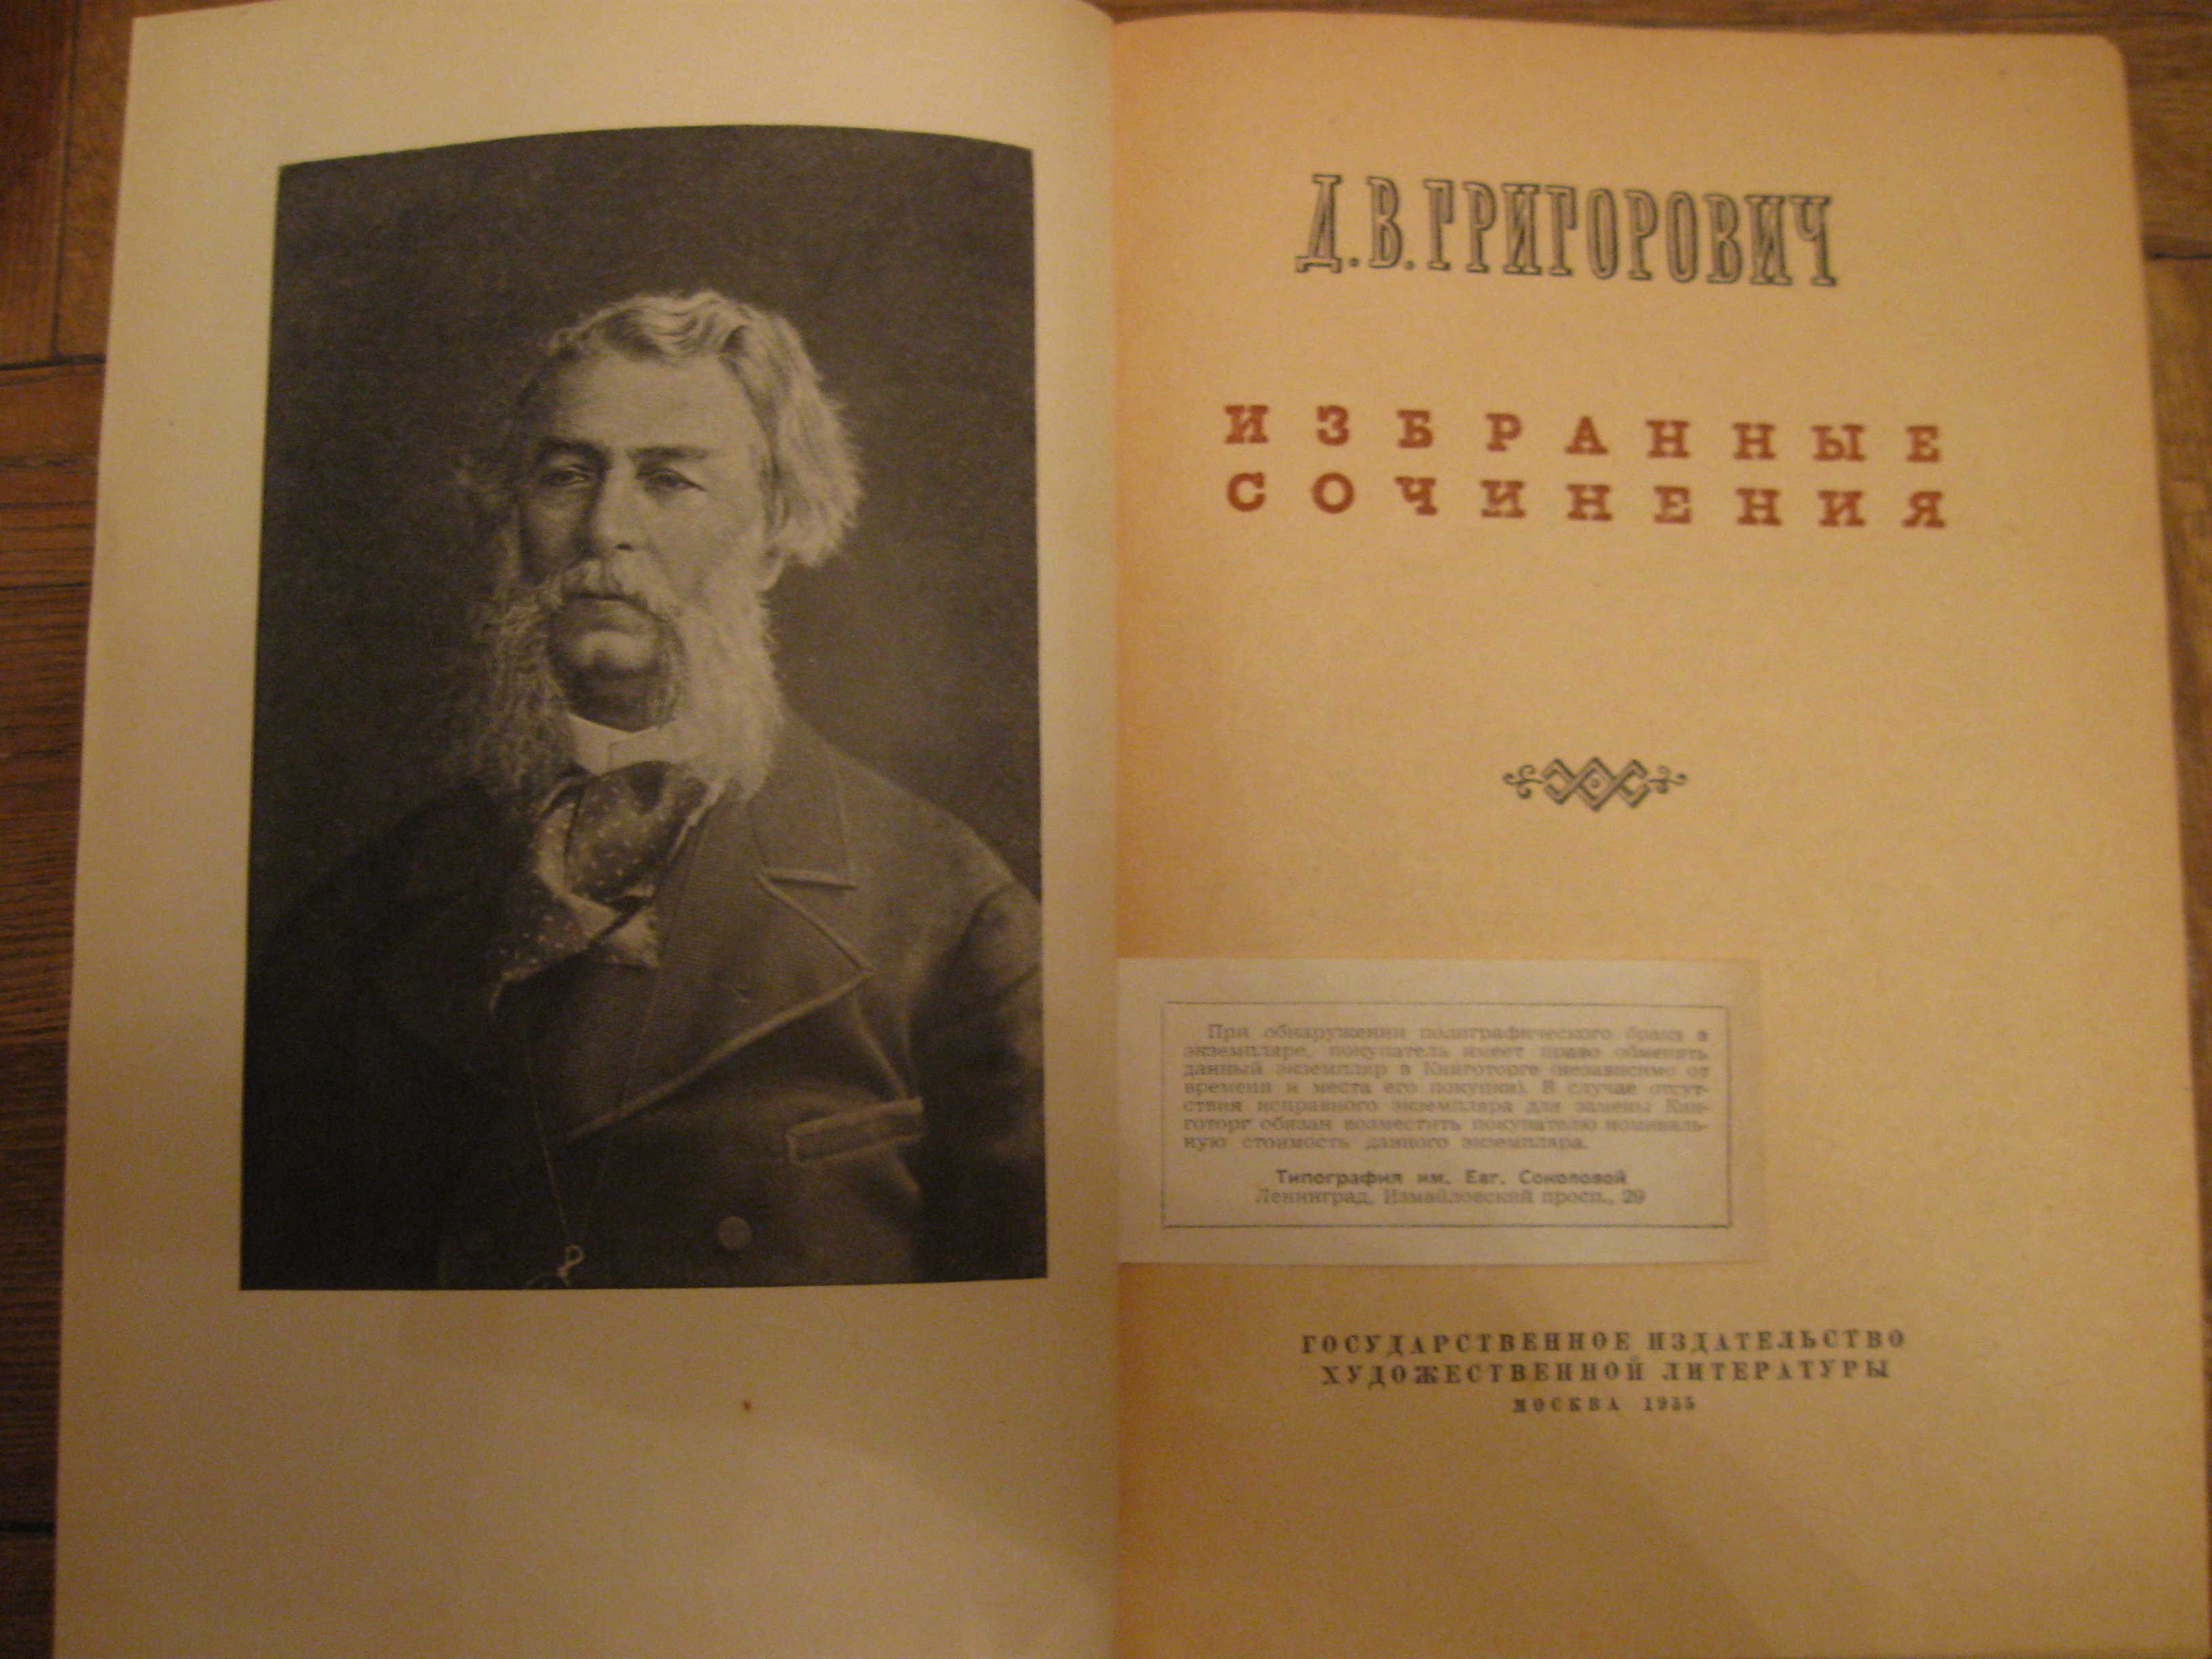 Д. В. ГРИГОРОВИЧ
ИЗБРАННЫЕ
СОЧИНЕНИЯ
При обнаружении полиграфического брака в
экземпляре, покупатель имеет право обменять
данный экземпляр в Книготорге (независимо от
времени и места его покупки). В случае отсут-
ствия исправного экземпляра для замены Кни-
готорг обязан возместить покупателю номиналь-
ную стоимость данного экземпляра.
Типография им. Евг. Соколовой
Ленинград, Измайловский просп., 29
ГОСУДАРСТВЕННОЕ ИЗДАТЕЛЬСТВО
ХУДОЖЕСТВЕННОЙ ЛИТЕРАТУРЫ
МОСКВА 1955